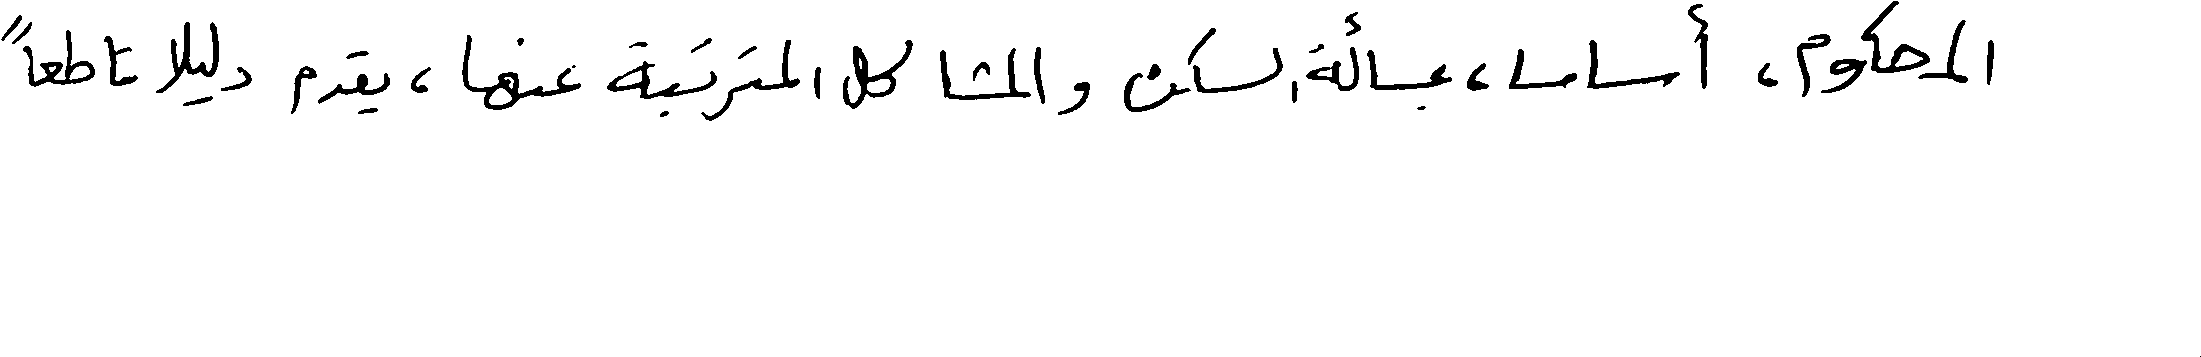 المحكوم، أساسا، بمسألة السكن والمشاكل المترتبة عنها، يقدم دليلا قاطعاً